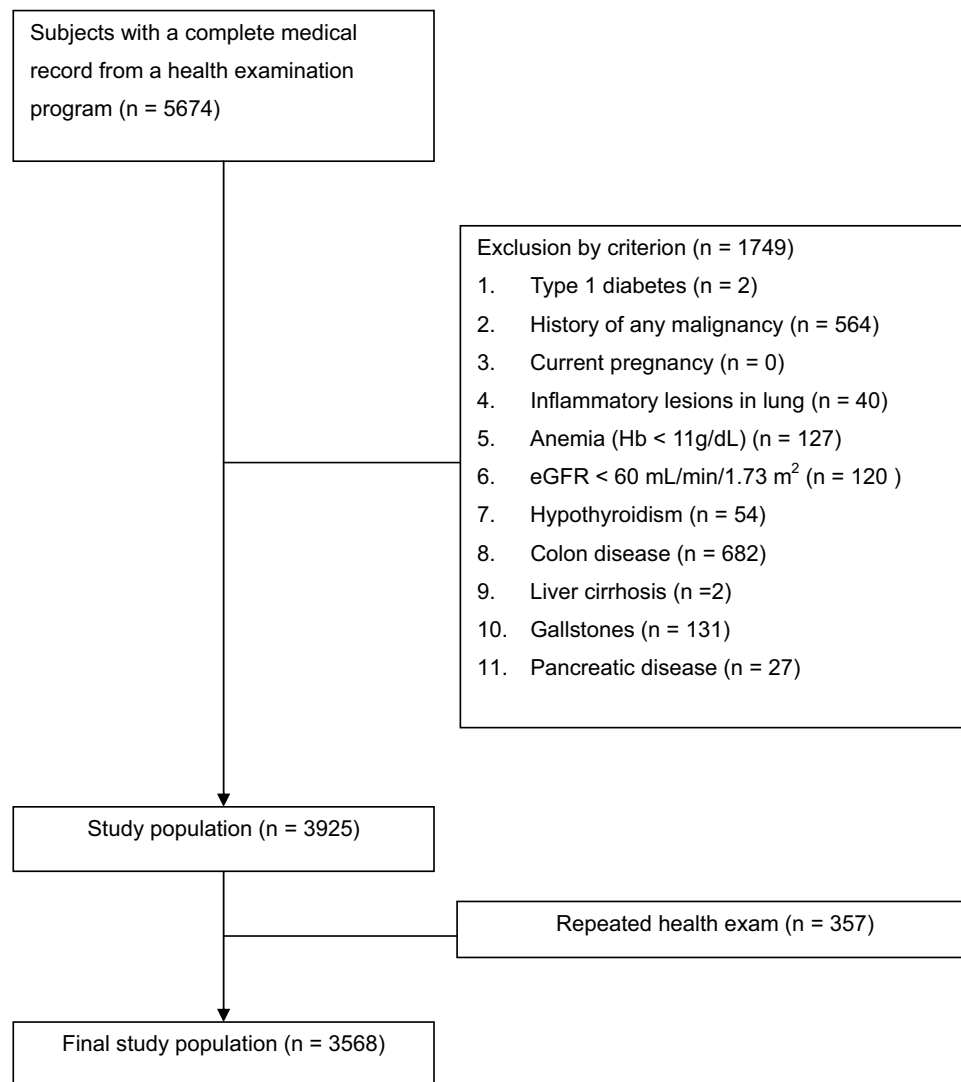 Subjects with a complete medical
record from a health examination
program (n = 5674)
Exclusion by criterion (n = 1749)
1. Type 1 diabetes (n = 2)
2. History of any malignancy (n = 564)
3. Current pregnancy (n = 0)
4. Inflammatory lesions in lung (n = 40)
5. Anemia (Hb < 11g/dL) (n = 127)
6. eGFR < 60 mL/min/1.73 m² (n = 120 )
7. Hypothyroidism (n = 54)
8. Colon disease (n = 682)
9. Liver cirrhosis (n =2)
10. Gallstones (n = 131)
11. Pancreatic disease (n = 27)
Study population (n = 3925)
Repeated health exam (n = 357)
Final study population (n = 3568)